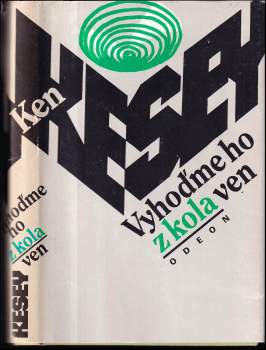 Ken
KESEY
Vyhoďme ho
z kola ven
ODEON
KESEY
Vyhoďme
ho
z kola
ven